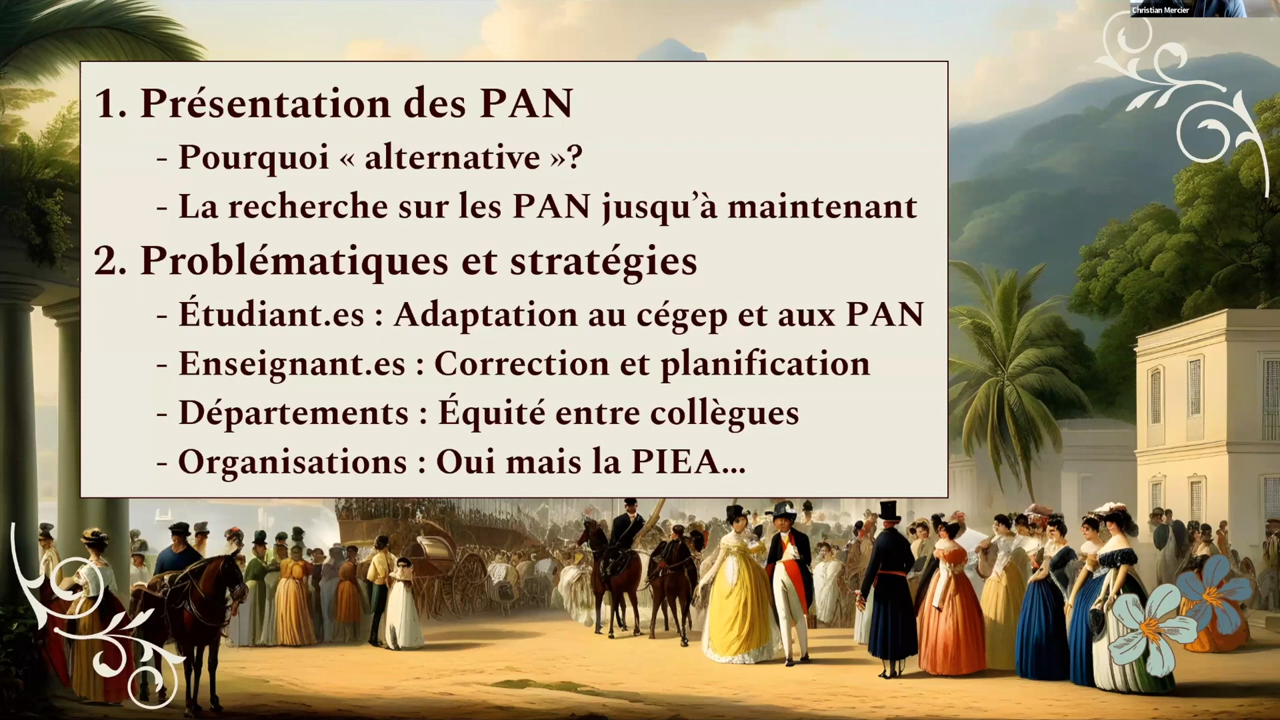 Christian Mercier
1. Présentation des PAN
- Pourquoi « alternative »?
- La recherche sur les PAN jusqu’à maintenant
2. Problématiques et stratégies
- Étudiant.es : Adaptation au cégep et aux PAN
- Enseignant.es : Correction et planification
- Départements : Équité entre collègues
- Organisations : Oui mais la PIEA...